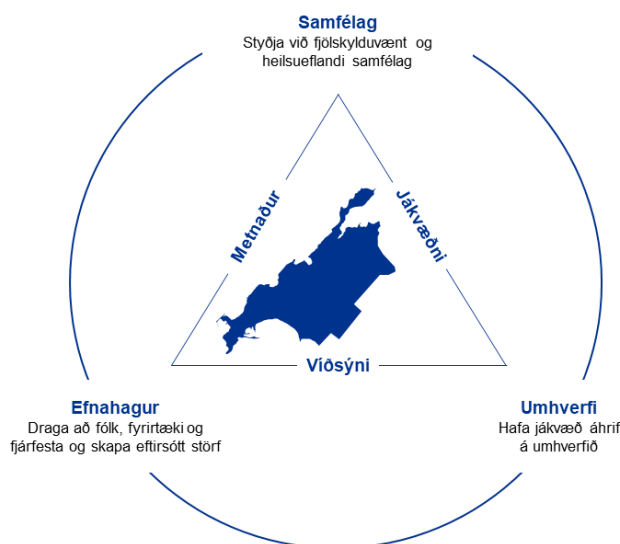 Samfélag
Styðja við fjölskylduvænt og
heilsueflandi samfélag
Metnaður
Jákvæðni
Víðsýni
Efnahagur
Draga að fólk, fyrirtæki og
fjárfesta og skapa eftirsótt störf
Umhverfi
Hafa jákvæð áhrif
á umhverfið